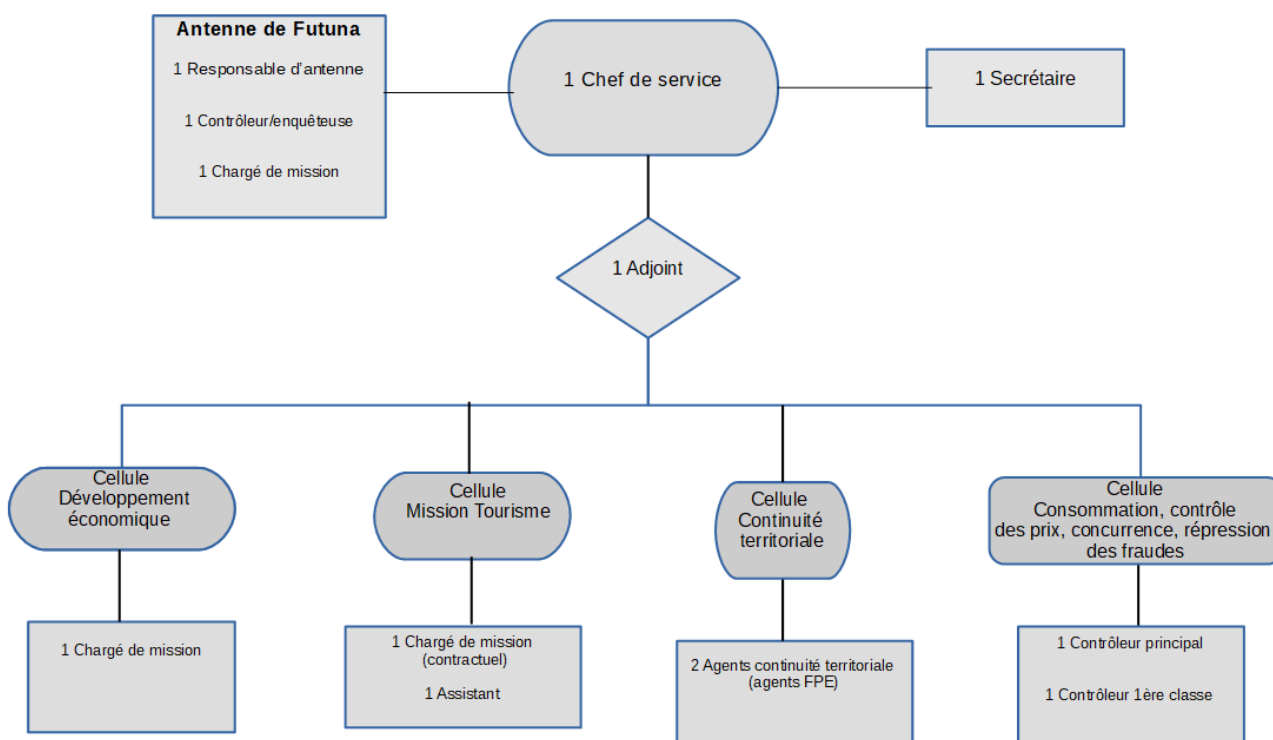 Antenne de Futuna
1 Responsable d'antenne
1 Contrôleur/enquêteuse
1 Chargé de mission
1 Chef de service
1 Secrétaire
1 Adjoint
Cellule
Développement
économique
Cellule
Mission Tourisme
Cellule
Continuité
territoriale
Cellule
Consommation, contrôle
des prix, concurrence, répression
des fraudes
1 Chargé de mission
1 Chargé de mission
(contractuel)
1 Assistant
2 Agents continuité territoriale
(agents FPE)
1 Contrôleur principal
1 Contrôleur 1ère classe